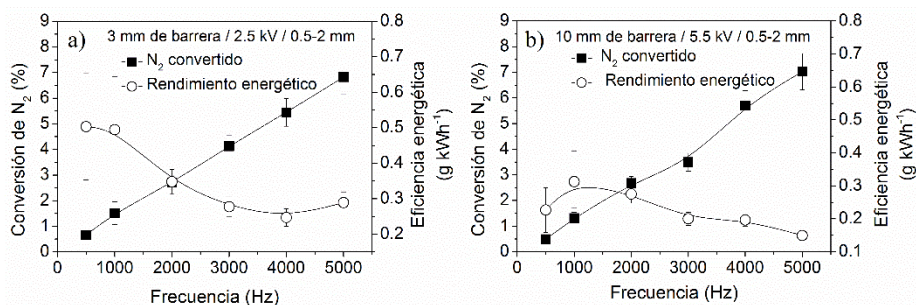 a)
3 mm de barrera / 2.5 kV / 0.5-2 mm
N2 convertido
Rendimiento energético
Conversión de N2 (%)
9
8
7
6
5
4
3
2
1
0
0.8
0.7
0.6
0.5
0.4
0.3
0.2
Eficiencia energética
(g kWh-1)
0 1000 2000 3000 4000 5000
Frecuencia (Hz)
b)
10 mm de barrera / 5.5 kV / 0.5-2 mm
N2 convertido
Rendimiento energético
Conversión de N2 (%)
9
8
7
6
5
4
3
2
1
0
0.8
0.7
0.6
0.5
0.4
0.3
0.2
0.1
Eficiencia energética
(g kWh-1)
0 1000 2000 3000 4000 5000
Frecuencia (Hz)